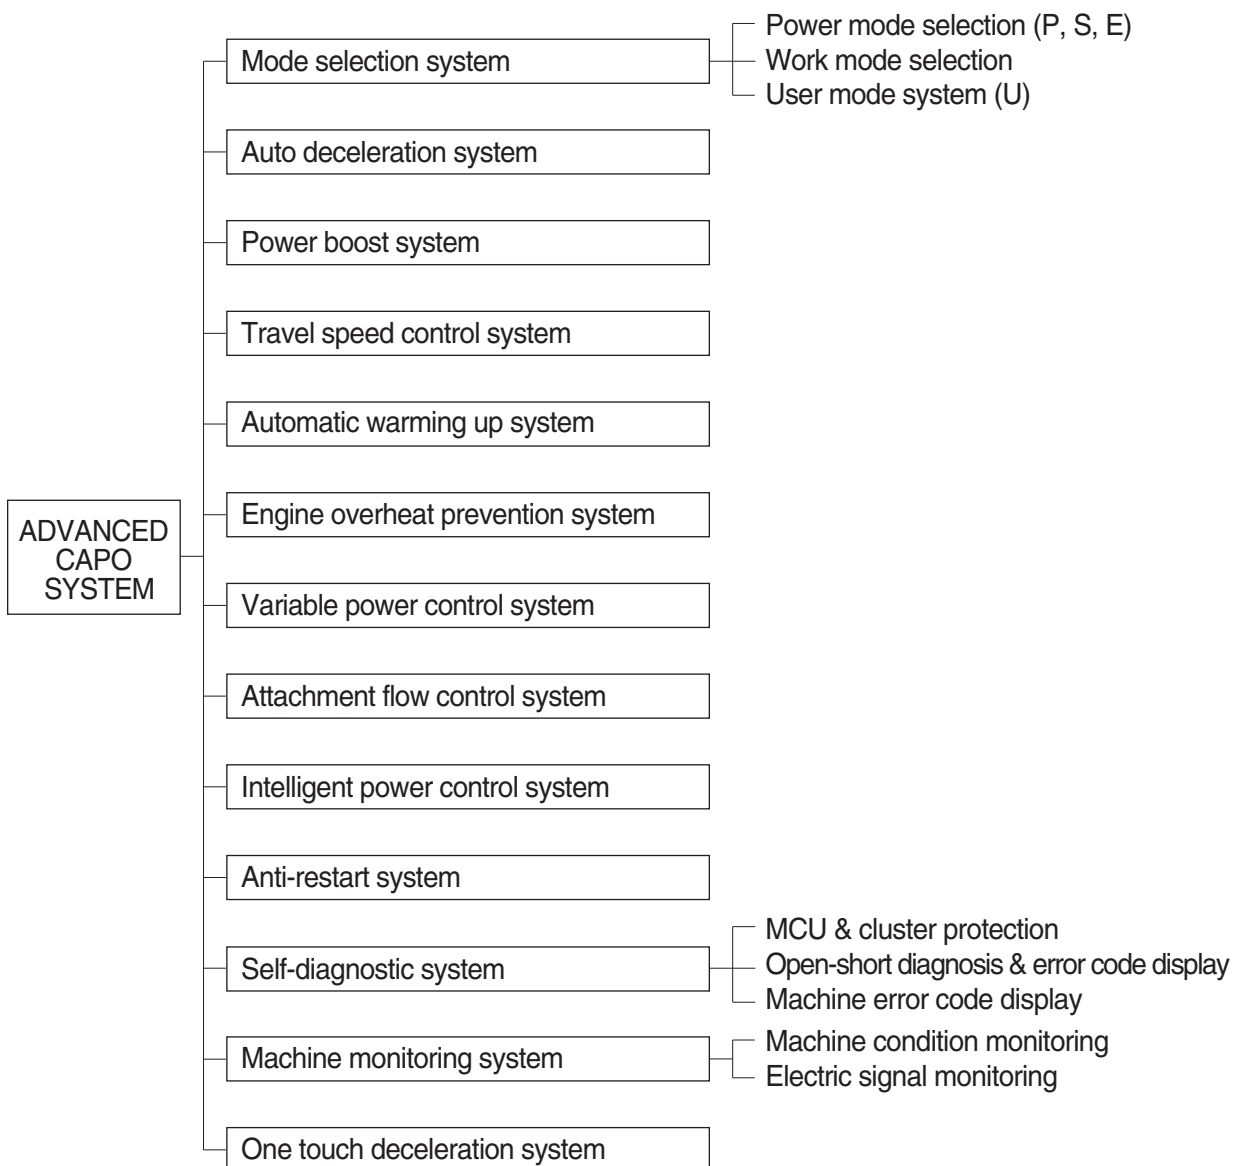 Power mode selection (P, S, E)
Mode selection system
Work mode selection
User mode system (U)
Auto deceleration system
Power boost system
Travel speed control system
Automatic warming up system
Engine overheat prevention system
ADVANCED
CAPO
SYSTEM
Variable power control system
Attachment flow control system
Intelligent power control system
Anti-restart system
MCU & cluster protection
Self-diagnostic system
Open-short diagnosis & error code display
Machine error code display
Machine condition monitoring
Machine monitoring system
Electric signal monitoring
One touch deceleration system